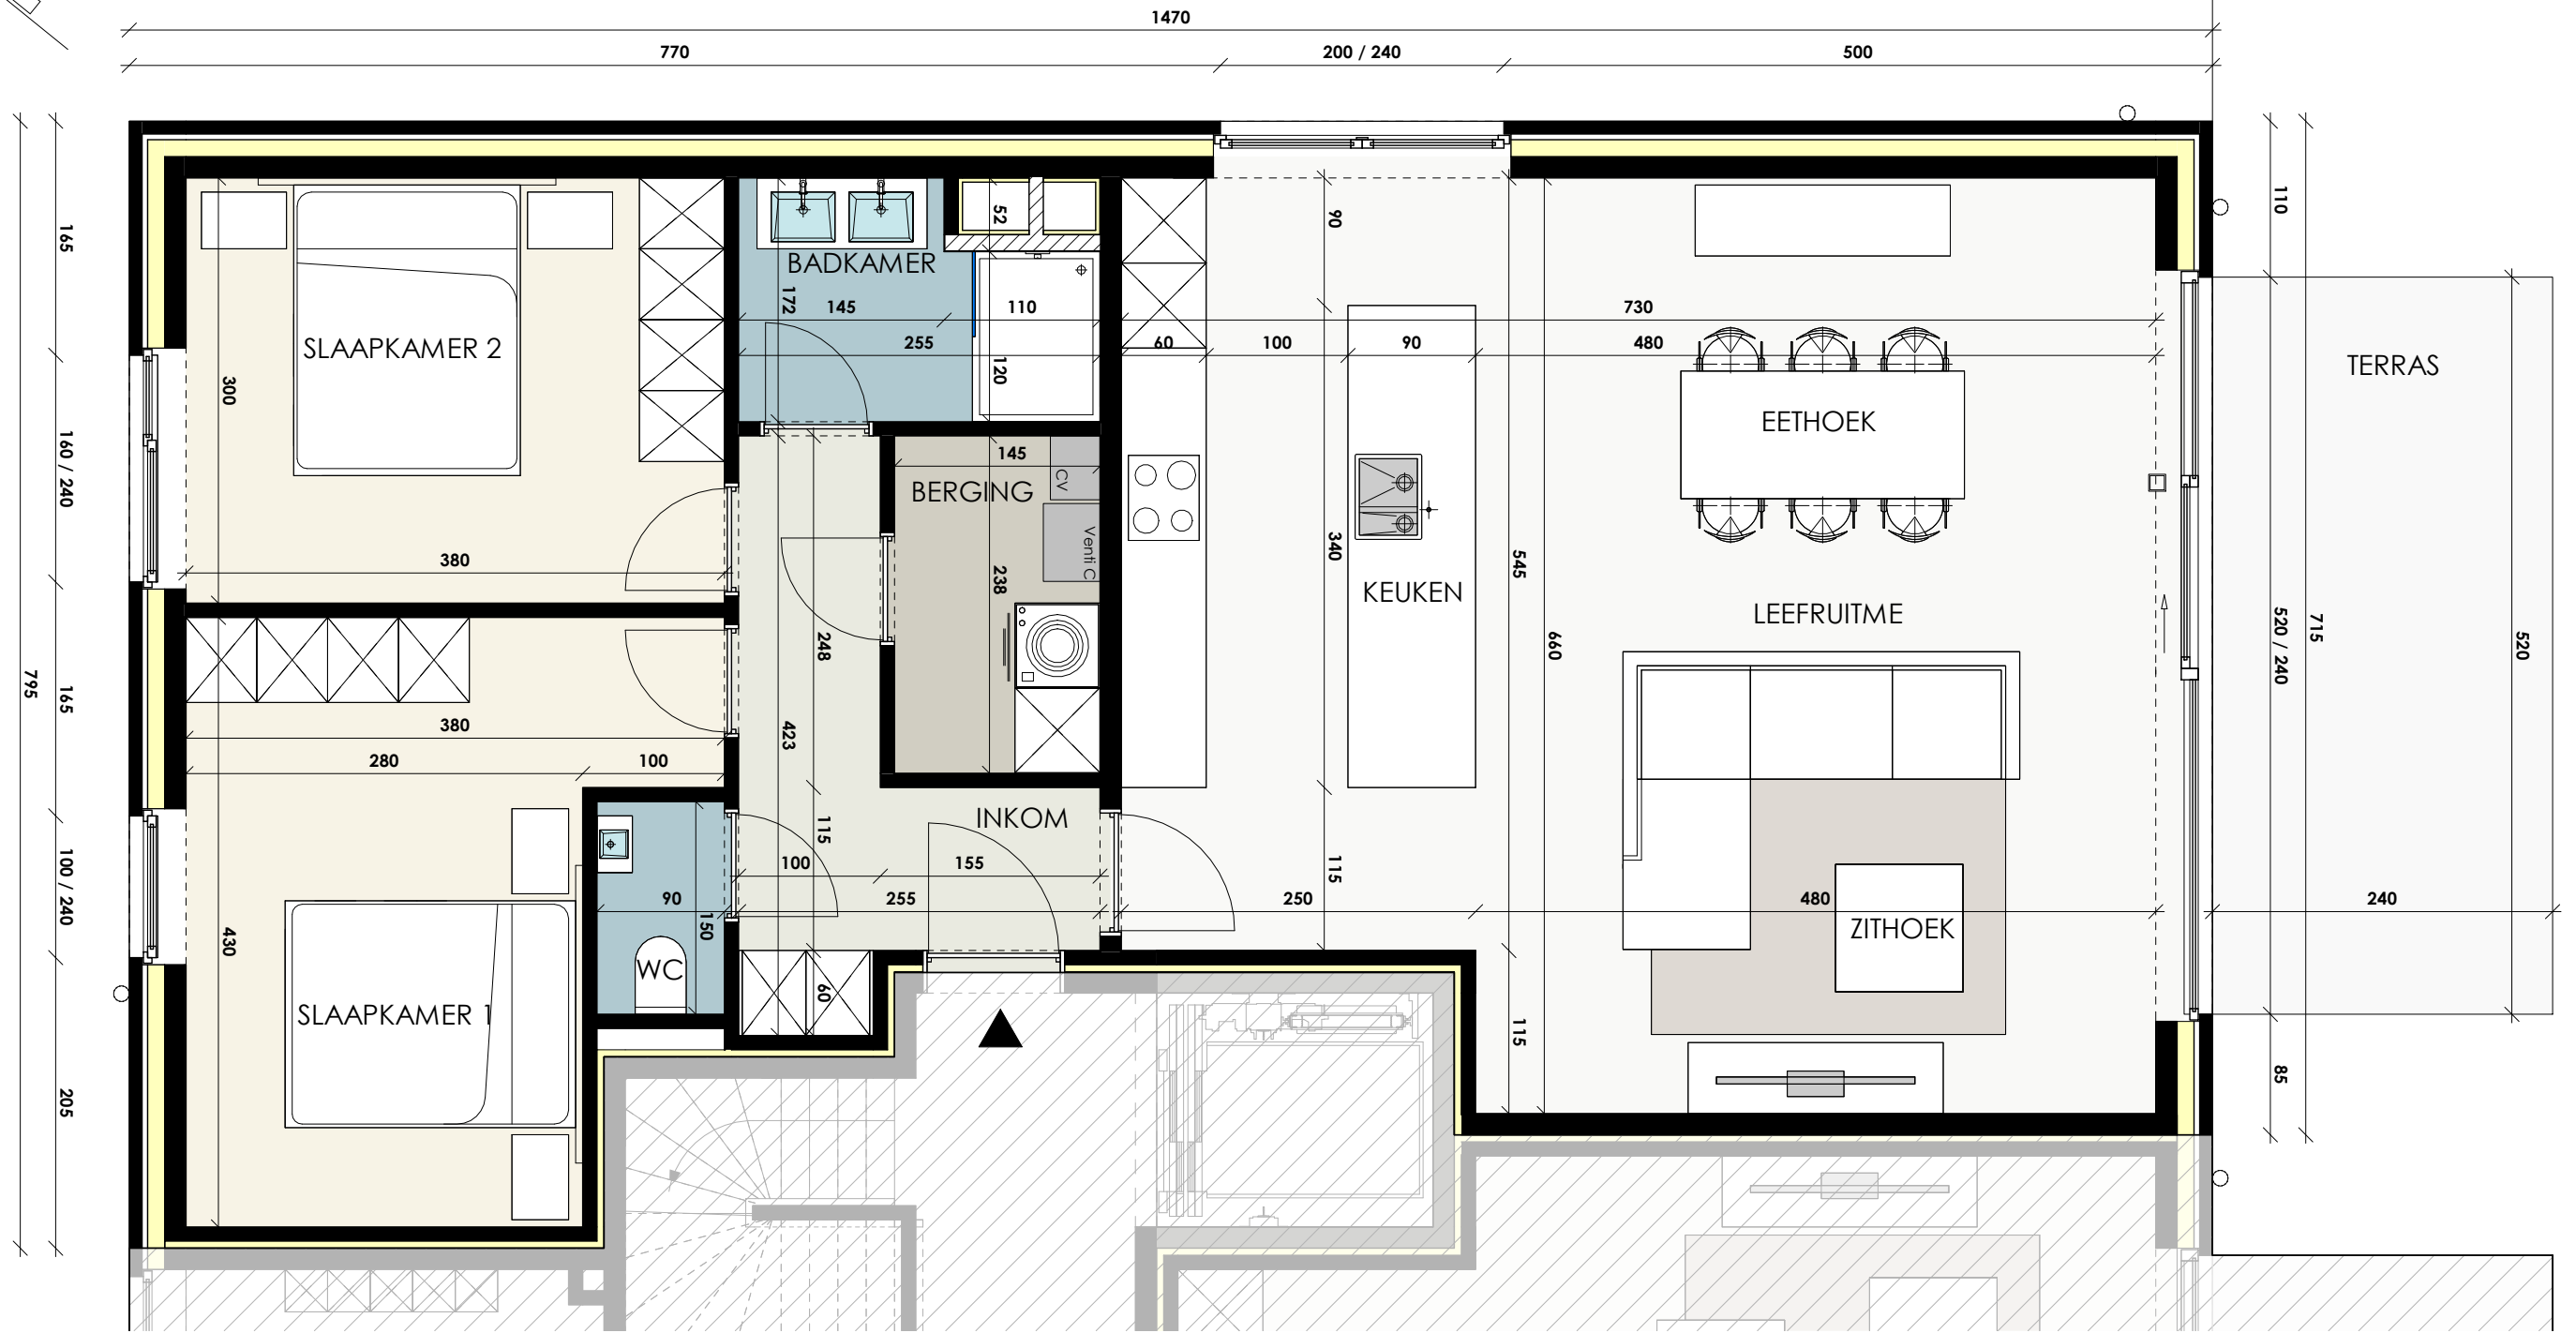 1470
770
200 / 240
500
795
165
160 / 240
165
100 / 240
205
SLAAPKAMER 2
300
380
BADKAMER
172
52
145
110
255
120
BERGING
145
CV
Venti C
238
248
423
INKOM
115
100
155
255
60
WC
90
150
SLAAPKAMER 1
380
280
100
430
KEUKEN
90
60
100
90
340
115
250
730
480
545
660
115
EETHOEK
LEEFRUITME
ZITHOEK
480
TERRAS
240
110
520 / 240
715
85
520